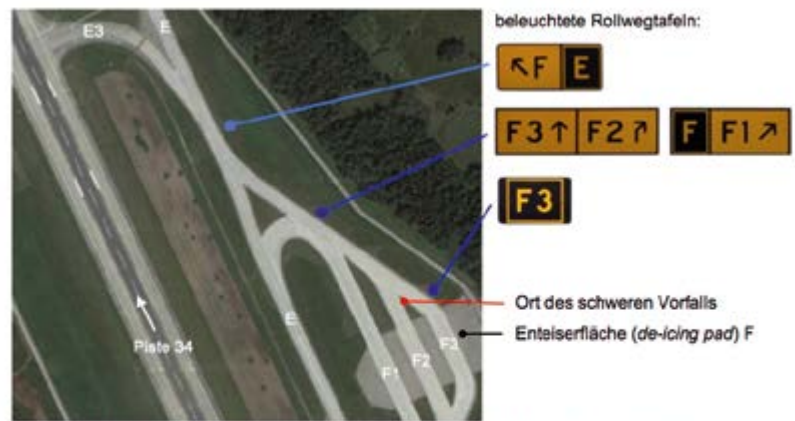 beleuchtete Rollwegtafeln:
E3
E
↖F E
F3↑ F2↱ F F1↗
F3
Ort des schweren Vorfalls
Enteiserfläche (de-icing pad) F
Piste 34
E
F1
F2
F3